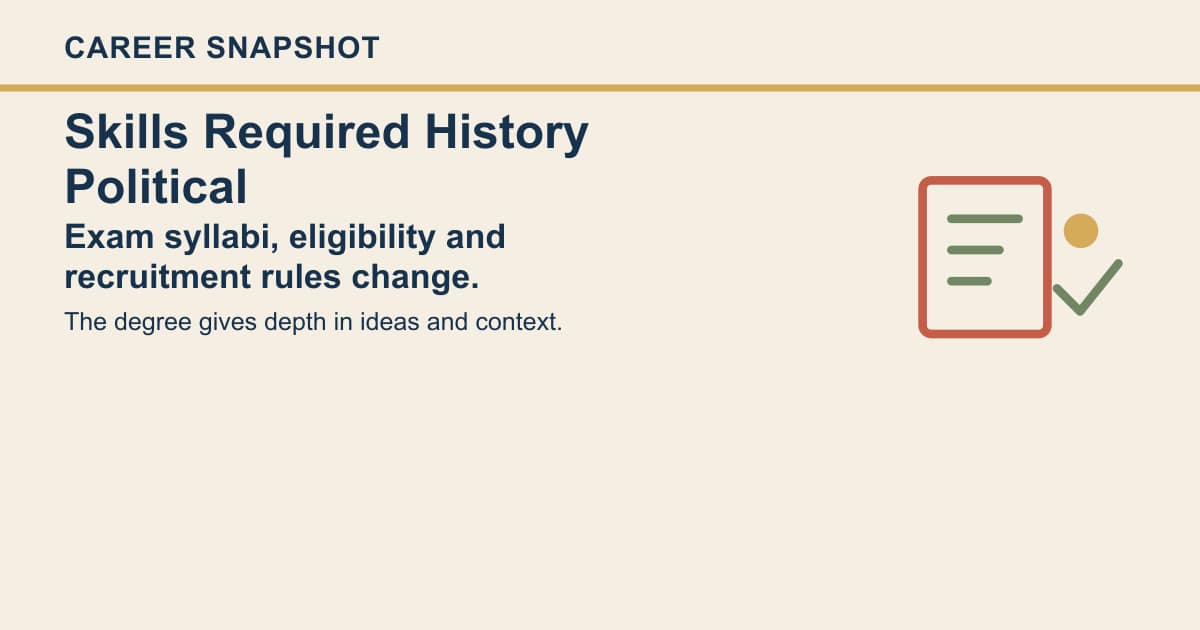 CAREER SNAPSHOT
Skills Required History
Political
Exam syllabi, eligibility and
recruitment rules change.
The degree gives depth in ideas and context.